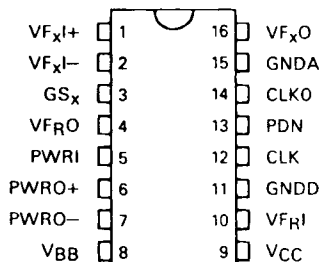 VFxI+ 1 16 VFxO
VFxI– 2 15 GNDA
GSx 3 14 CLK0
VFRO 4 13 PDN
PWRI 5 12 CLK
PWRO+ 6 11 GNDD
PWRO– 7 10 VFRI
VBB 8 9 VCC